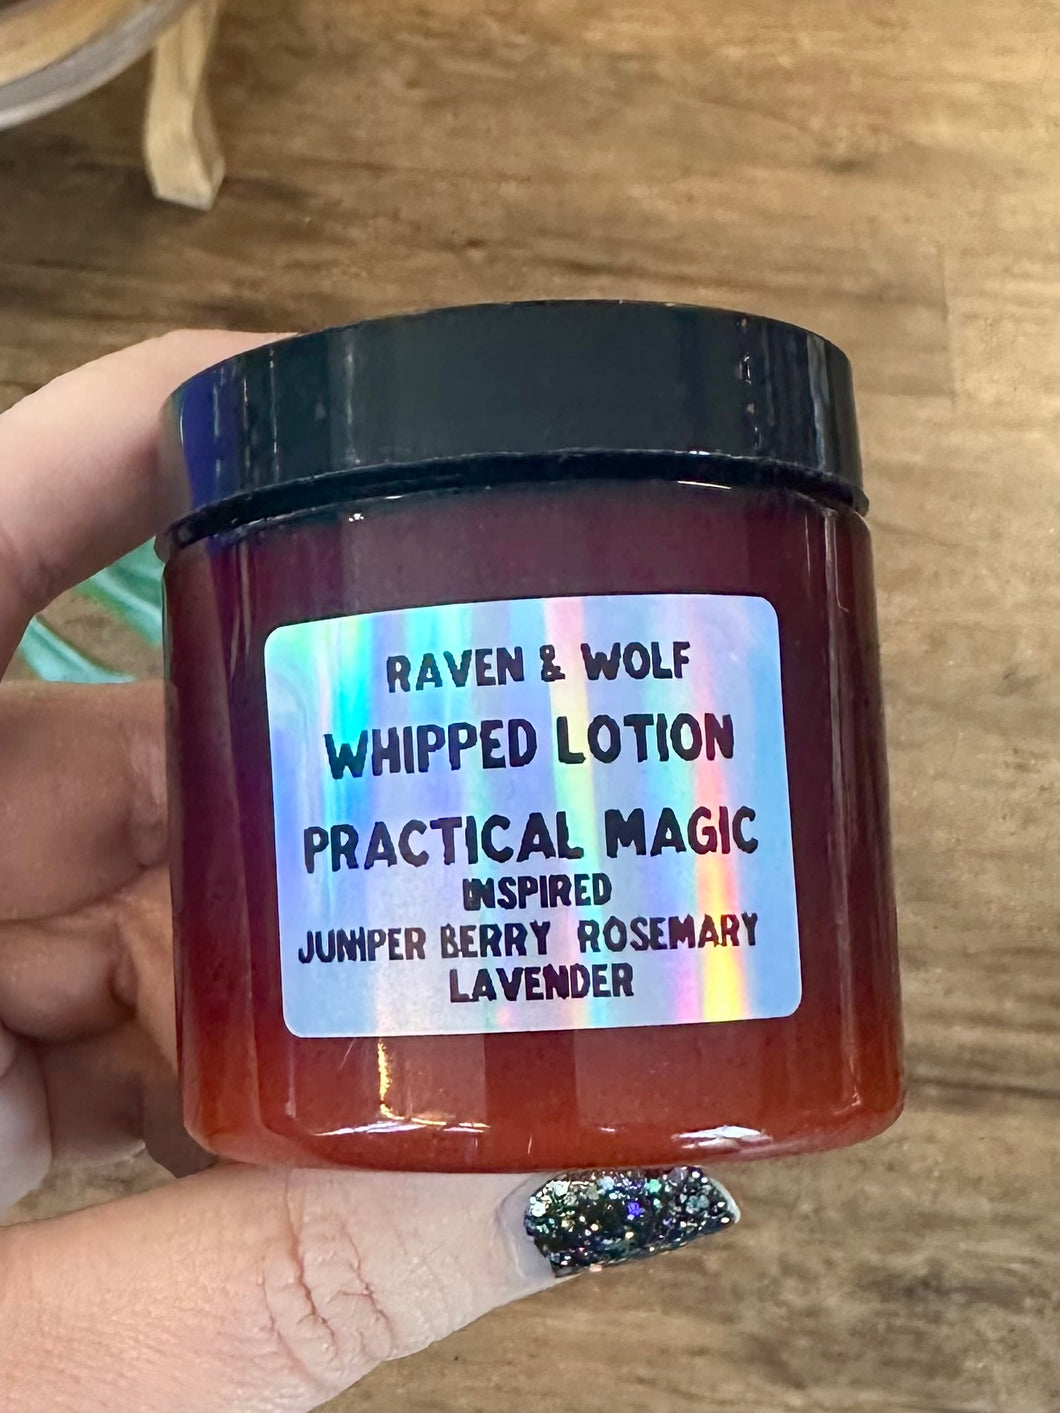 RAVEN & WOLF
WHIPPED LOTION
PRACTICAL MAGIC
INSPIRED
JUNIPER BERRY ROSEMARY
LAVENDER